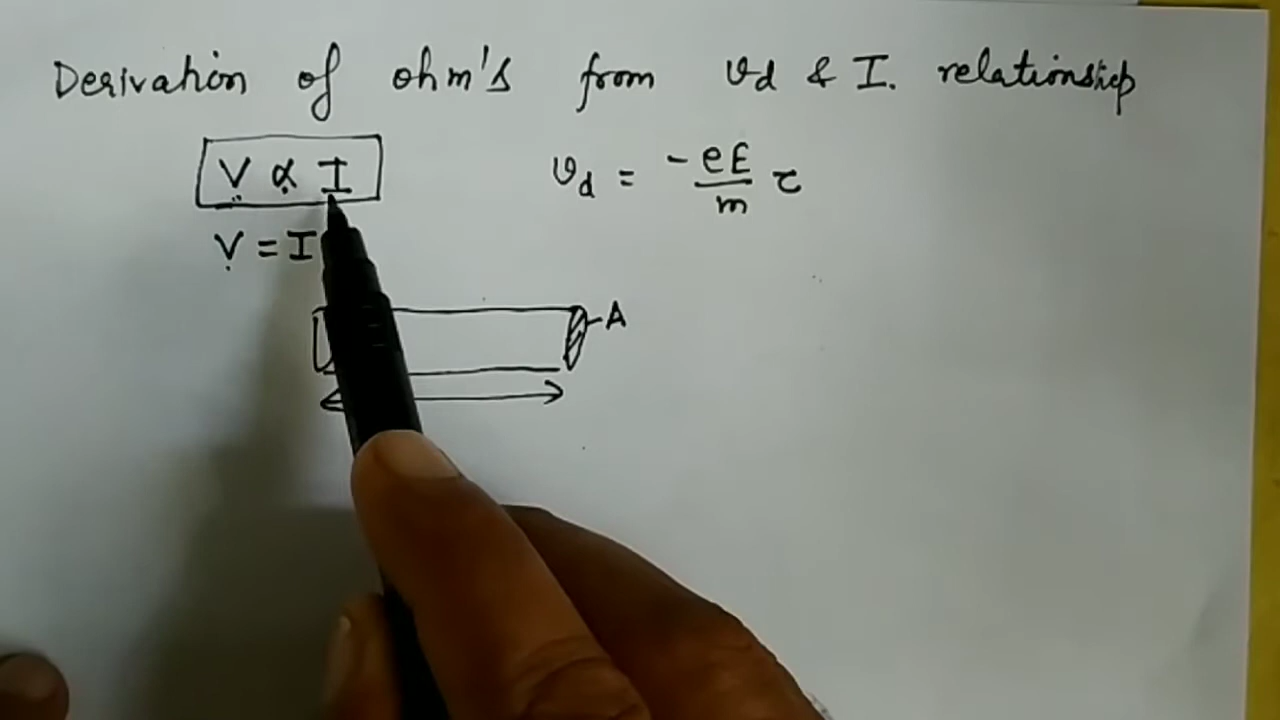 Derivation of ohm's from vd & I. relationship
V ∝ I
vd = -eE/m τ
V = I
A